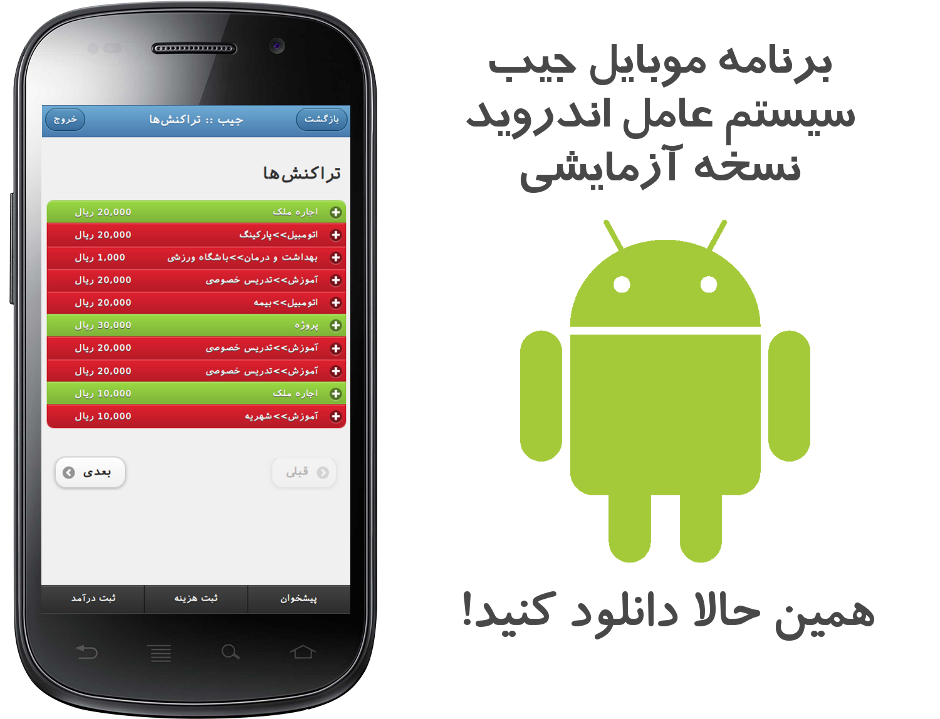 برنامه موبایل جیب
سیستم عامل اندروید
نسخه آزمایشی
همین حالا دانلود کنید!
بازگشت
جیب :: تراکنش‌ها
خروج
تراکنش‌ها
اجاره ملک 20,000 ریال
اتومبیل>>پارکینگ 20,000 ریال
بهداشت و درمان>>باشگاه ورزشی 1,000 ریال
آموزش>>تدریس خصوصی 20,000 ریال
اتومبیل>>بیمه 20,000 ریال
پروژه 30,000 ریال
آموزش>>تدریس خصوصی 20,000 ریال
آموزش>>تدریس خصوصی 20,000 ریال
اجاره ملک 10,000 ریال
آموزش>>شهریه 10,000 ریال
قبلی
بعدی
پیشخوان
ثبت هزینه
ثبت درآمد